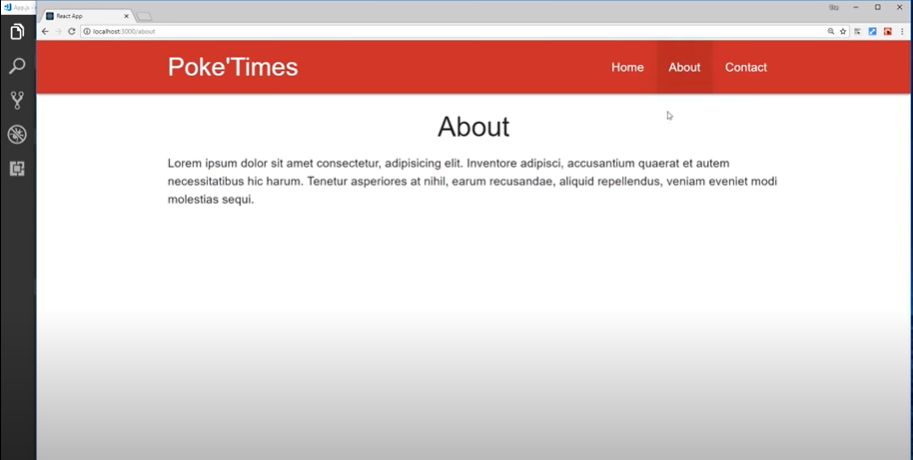 App.js
React App
localhost:3000/about
Poke'Times
Home About Contact
About
Lorem ipsum dolor sit amet consectetur, adipisicing elit. Inventore adipisci, accusantium quaerat et autem
necessitatibus hic harum. Tenetur asperiores at nihil, earum recusandae, aliquid repellendus, veniam eveniet modi
molestias sequi.